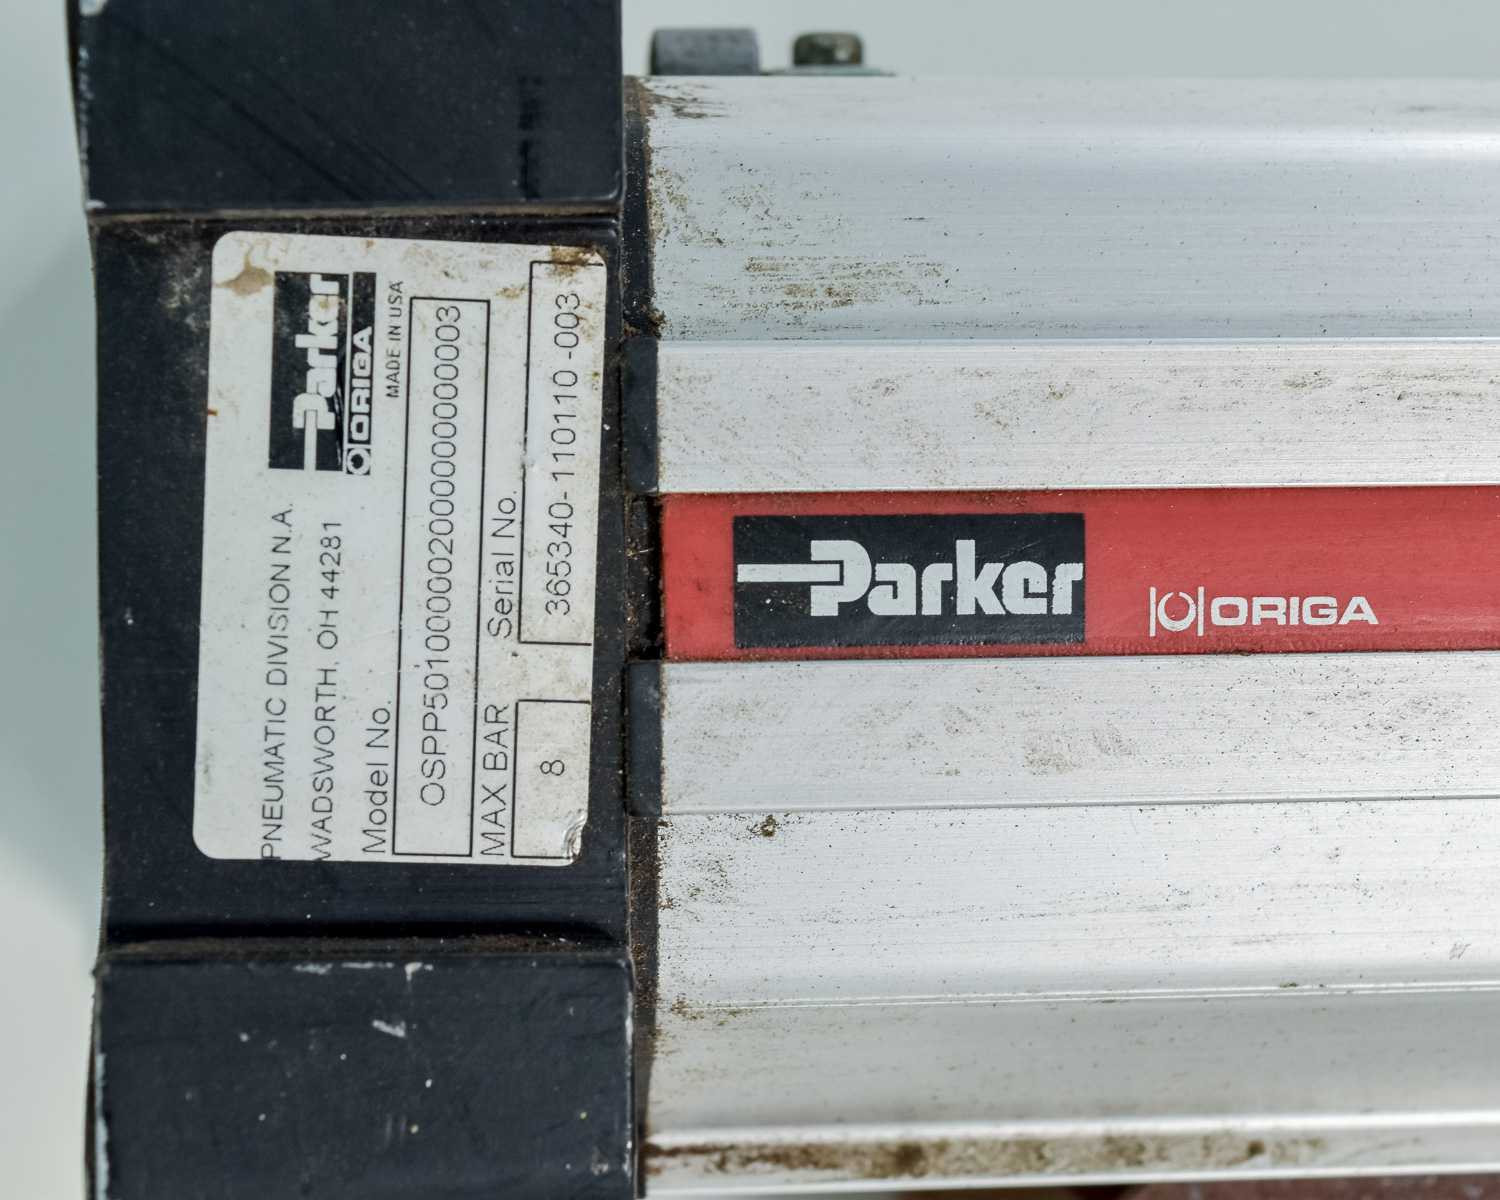 Parker
ORIGA
MADE IN USA
PNEUMATIC DIVISION N.A.
WADSWORTH, OH 44281
Model No.
OSPP50100000200000000000003
MAX BAR Serial No.
8 365340-110110-003
Parker
ORIGA